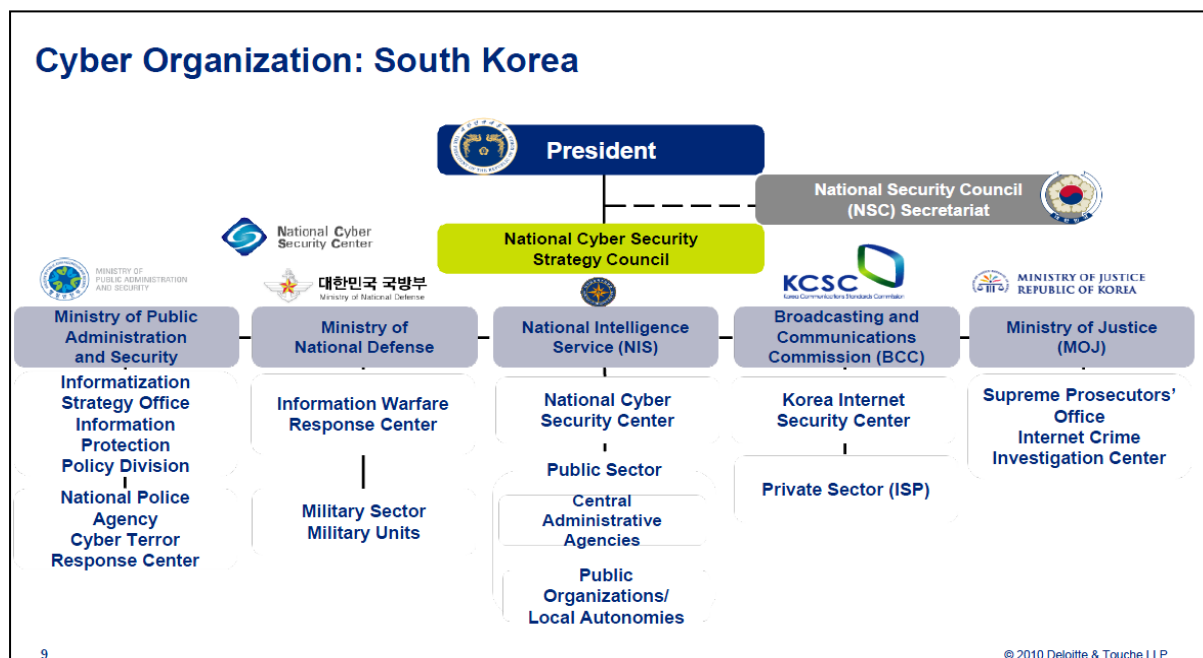 Cyber Organization: South Korea
President
National Security Council
(NSC) Secretariat
National Cyber
Security Center
National Cyber Security
Strategy Council
MINISTRY OF
PUBLIC ADMINISTRATION
AND SECURITY
대한민국 국방부
Ministry of National Defense
KCSC
Korea Communications Standards Commission
MINISTRY OF JUSTICE
REPUBLIC OF KOREA
Ministry of Public
Administration
and Security
Ministry of
National Defense
National Intelligence
Service (NIS)
Broadcasting and
Communications
Commission (BCC)
Ministry of Justice
(MOJ)
Informatization
Strategy Office
Information
Protection
Policy Division
National Police
Agency
Cyber Terror
Response Center
Information Warfare
Response Center
Military Sector
Military Units
National Cyber
Security Center
Public Sector
Central
Administrative
Agencies
Public
Organizations/
Local Autonomies
Korea Internet
Security Center
Private Sector (ISP)
Supreme Prosecutors'
Office
Internet Crime
Investigation Center
9
© 2010 Deloitte & Touche LLP